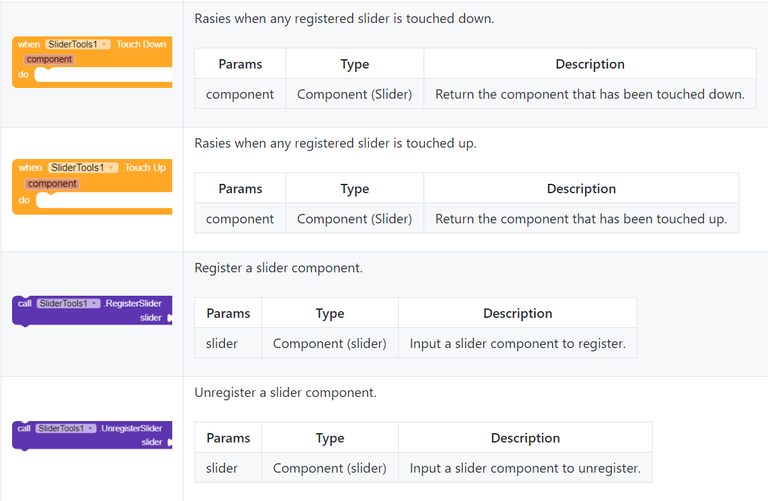 Rasies when any registered slider is touched down.
when SliderTools1 .Touch Down
component
do
Params Type Description
component Component (Slider) Return the component that has been touched down.
Rasies when any registered slider is touched up.
when SliderTools1 .Touch Up
component
do
Params Type Description
component Component (Slider) Return the component that has been touched up.
Register a slider component.
call SliderTools1 .RegisterSlider
slider
Params Type Description
slider Component (slider) Input a slider component to register.
Unregister a slider component.
call SliderTools1 .UnregisterSlider
slider
Params Type Description
slider Component (slider) Input a slider component to unregister.